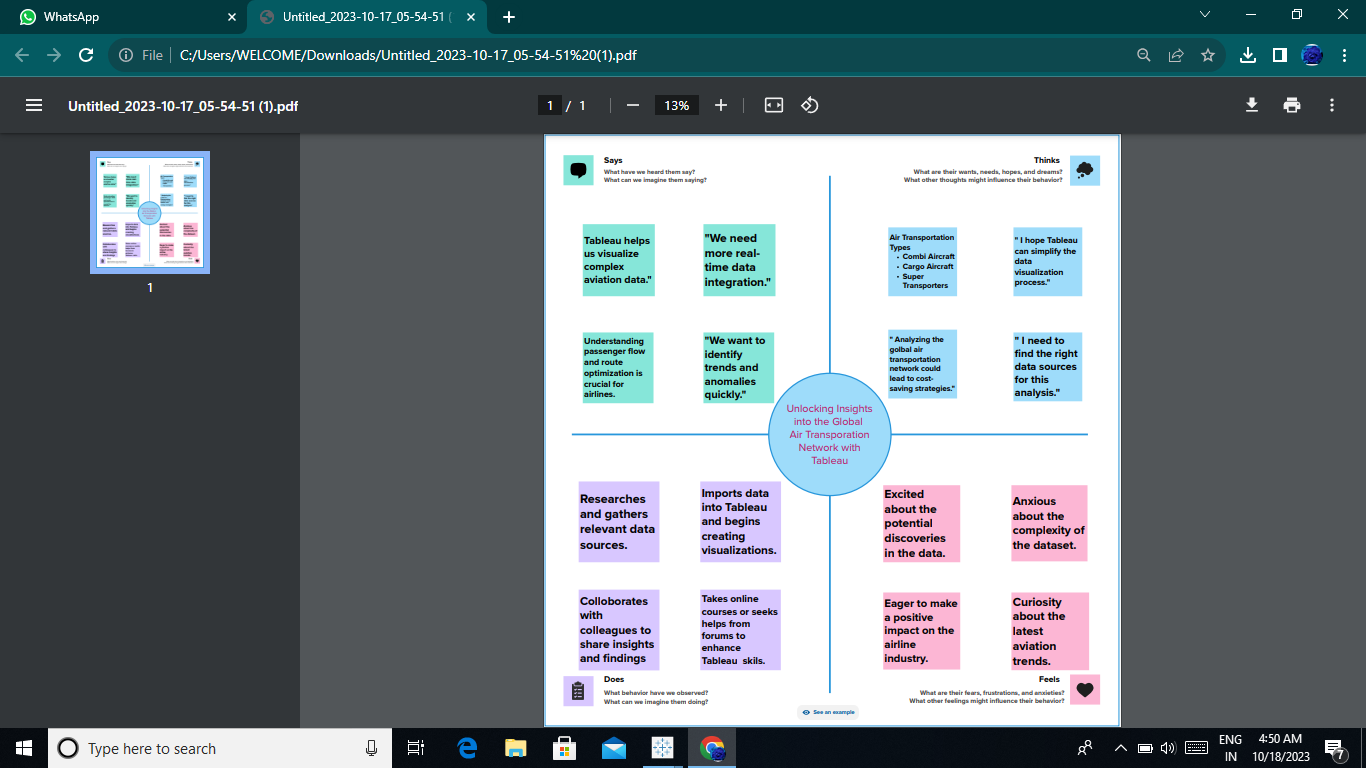 WhatsApp
Untitled_2023-10-17_05-54-51 (
File
C:/Users/WELCOME/Downloads/Untitled_2023-10-17_05-54-51%20(1).pdf
Untitled_2023-10-17_05-54-51 (1).pdf
1 / 1
13%
1
Says
What have we heard them say?
What can we imagine them saying?
Thinks
What are their wants, needs, hopes, and dreams?
What other thoughts might influence their behavior?
Tableau helps
us visualize
complex
aviation data."
"We need
more real-
time data
integration."
Air Transportation
Types
• Combi Aircraft
• Cargo Aircraft
• Super
Transporters
" I hope Tableau
can simplify the
data
visualization
process."
Understanding
passenger flow
and route
optimization is
crucial for
airlines.
"We want to
identify
trends and
anomalies
quickly."
" Analyzing the
golbal air
transportation
network could
lead to cost-
saving strategies."
" I need to
find the right
data sources
for this
analysis."
Unlocking Insights
into the Global
Air Transporation
Network with
Tableau
Researches
and gathers
relevant data
sources.
Imports data
into Tableau
and begins
creating
visualizations.
Excited
about the
potential
discoveries
in the data.
Anxious
about the
complexity of
the dataset.
Colloborates
with
colleagues to
share insights
and findings
Takes online
courses or seeks
helps from
forums to
enhance
Tableau skils.
Eager to make
a positive
impact on the
airline
industry.
Curiosity
about the
latest
aviation
trends.
Does
What behavior have we observed?
What can we imagine them doing?
Feels
What are their fears, frustrations, and anxieties?
What other feelings might influence their behavior?
See an example
Type here to search
ENG
IN
4:50 AM
10/18/2023
7